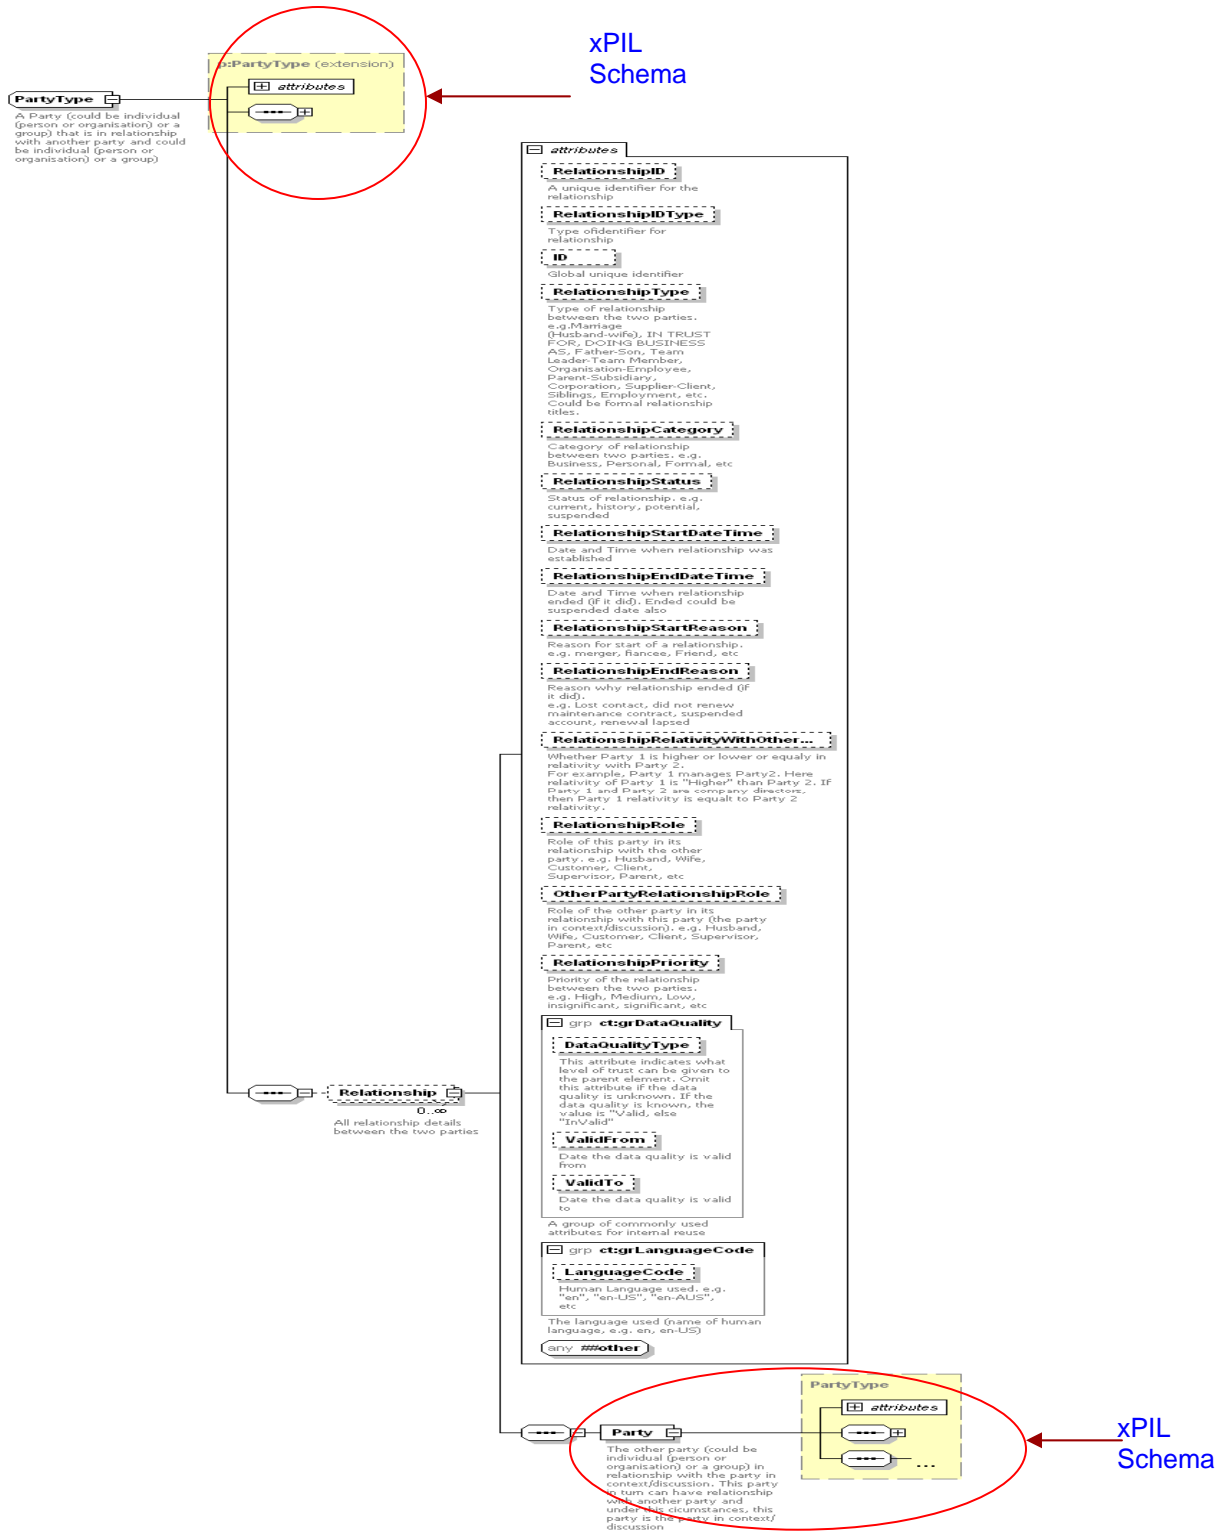 xPIL
Schema
p:PartyType (extension)
attributes
PartyType
A Party (could be individual
(person or organisation) or a
group) that is in relationship
with another party and could
be individual (person or
organisation) or a group)
attributes
RelationshipID
A unique identifier for the
relationship
RelationshipIDType
Type ofidentifier for
relationship
ID
Global unique identifier
RelationshipType
Type of relationship
between the two parties.
e.g.Marriage
(Husband-wife), IN TRUST
FOR, DOING BUSINESS
AS, Father-Son, Team
Leader-Team Member,
Organisation-Employee,
Parent-Subsidiary,
Corporation, Supplier-Client,
Siblings, Employment, etc.
Could be formal relationship
titles.
RelationshipCategory
Category of relationship
between two parties. e.g.
Business, Personal, Formal, etc
RelationshipStatus
Status of relationship. e.g.
current, history, potential,
suspended
RelationshipStartDateTime
Date and Time when relationship was
established
RelationshipEndDateTime
Date and Time when relationship
ended (if it did). Ended could be
suspended date also
RelationshipStartReason
Reason for start of a relationship.
e.g. merger, fiancee, Friend, etc
RelationshipEndReason
Reason why relationship ended (if
it did).
e.g. Lost contact, did not renew
maintenance contract, suspended
account, renewal lapsed
RelationshipRelativityWithOther...
Whether Party 1 is higher or lower or equaly in
relativity with Party 2.
For example, Party 1 manages Party2. Here
relativity of Party 1 is "Higher" than Party 2. If
Party 1 and Party 2 are company directors,
then Party 1 relativity is equalt to Party 2
relativity.
RelationshipRole
Role of this party in its
relationship with the other
party. e.g. Husband, Wife,
Customer, Client,
Supervisor, Parent, etc
OtherPartyRelationshipRole
Role of the other party in its
relationship with this party (the party
in context/discussion). e.g. Husband,
Wife, Customer, Client, Supervisor,
Parent, etc
RelationshipPriority
Priority of the relationship
between the two parties.
e.g. High, Medium, Low,
insignificant, significant, etc
grp ct:grDataQuality
DataQualityType
This attribute indicates what
level of trust can be given to
the parent element. Omit
this attribute if the data
quality is unknown. If the
data quality is known, the
value is "Valid, else
"InValid"
ValidFrom
Date the data quality is valid
from
ValidTo
Date the data quality is valid
to
A group of commonly used
attributes for internal reuse
grp ct:grLanguageCode
LanguageCode
Human Language used. e.g.
"en", "en-US", "en-AUS",
etc
The language used (name of human
language, e.g. en, en-US)
any ##other
Relationship
0..∞
All relationship details
between the two parties
PartyType
attributes
Party
...
The other party (could be
individual (person or
organisation) or a group) in
relationship with the party in
context/discussion. This party
in turn can have relationship
with another party and
under this cicumstances, this
party is the party in context/
discussion
xPIL
Schema